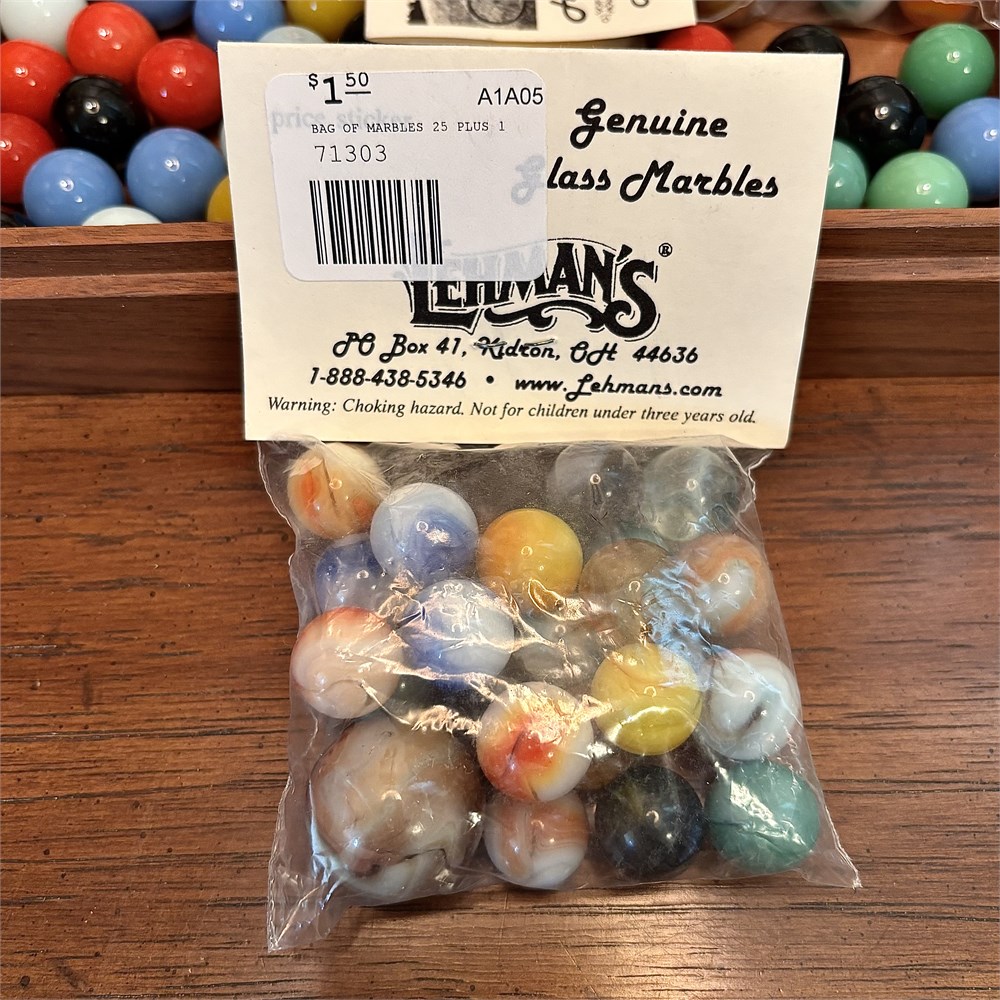 $1.50
A1A05
price sticker
BAG OF MARBLES 25 PLUS 1
71303
Genuine
Glass Marbles
LEHMAN'S®
PO Box 41, Kidron, OH 44636
1-888-438-5346 • www.Lehmans.com
Warning: Choking hazard. Not for children under three years old.